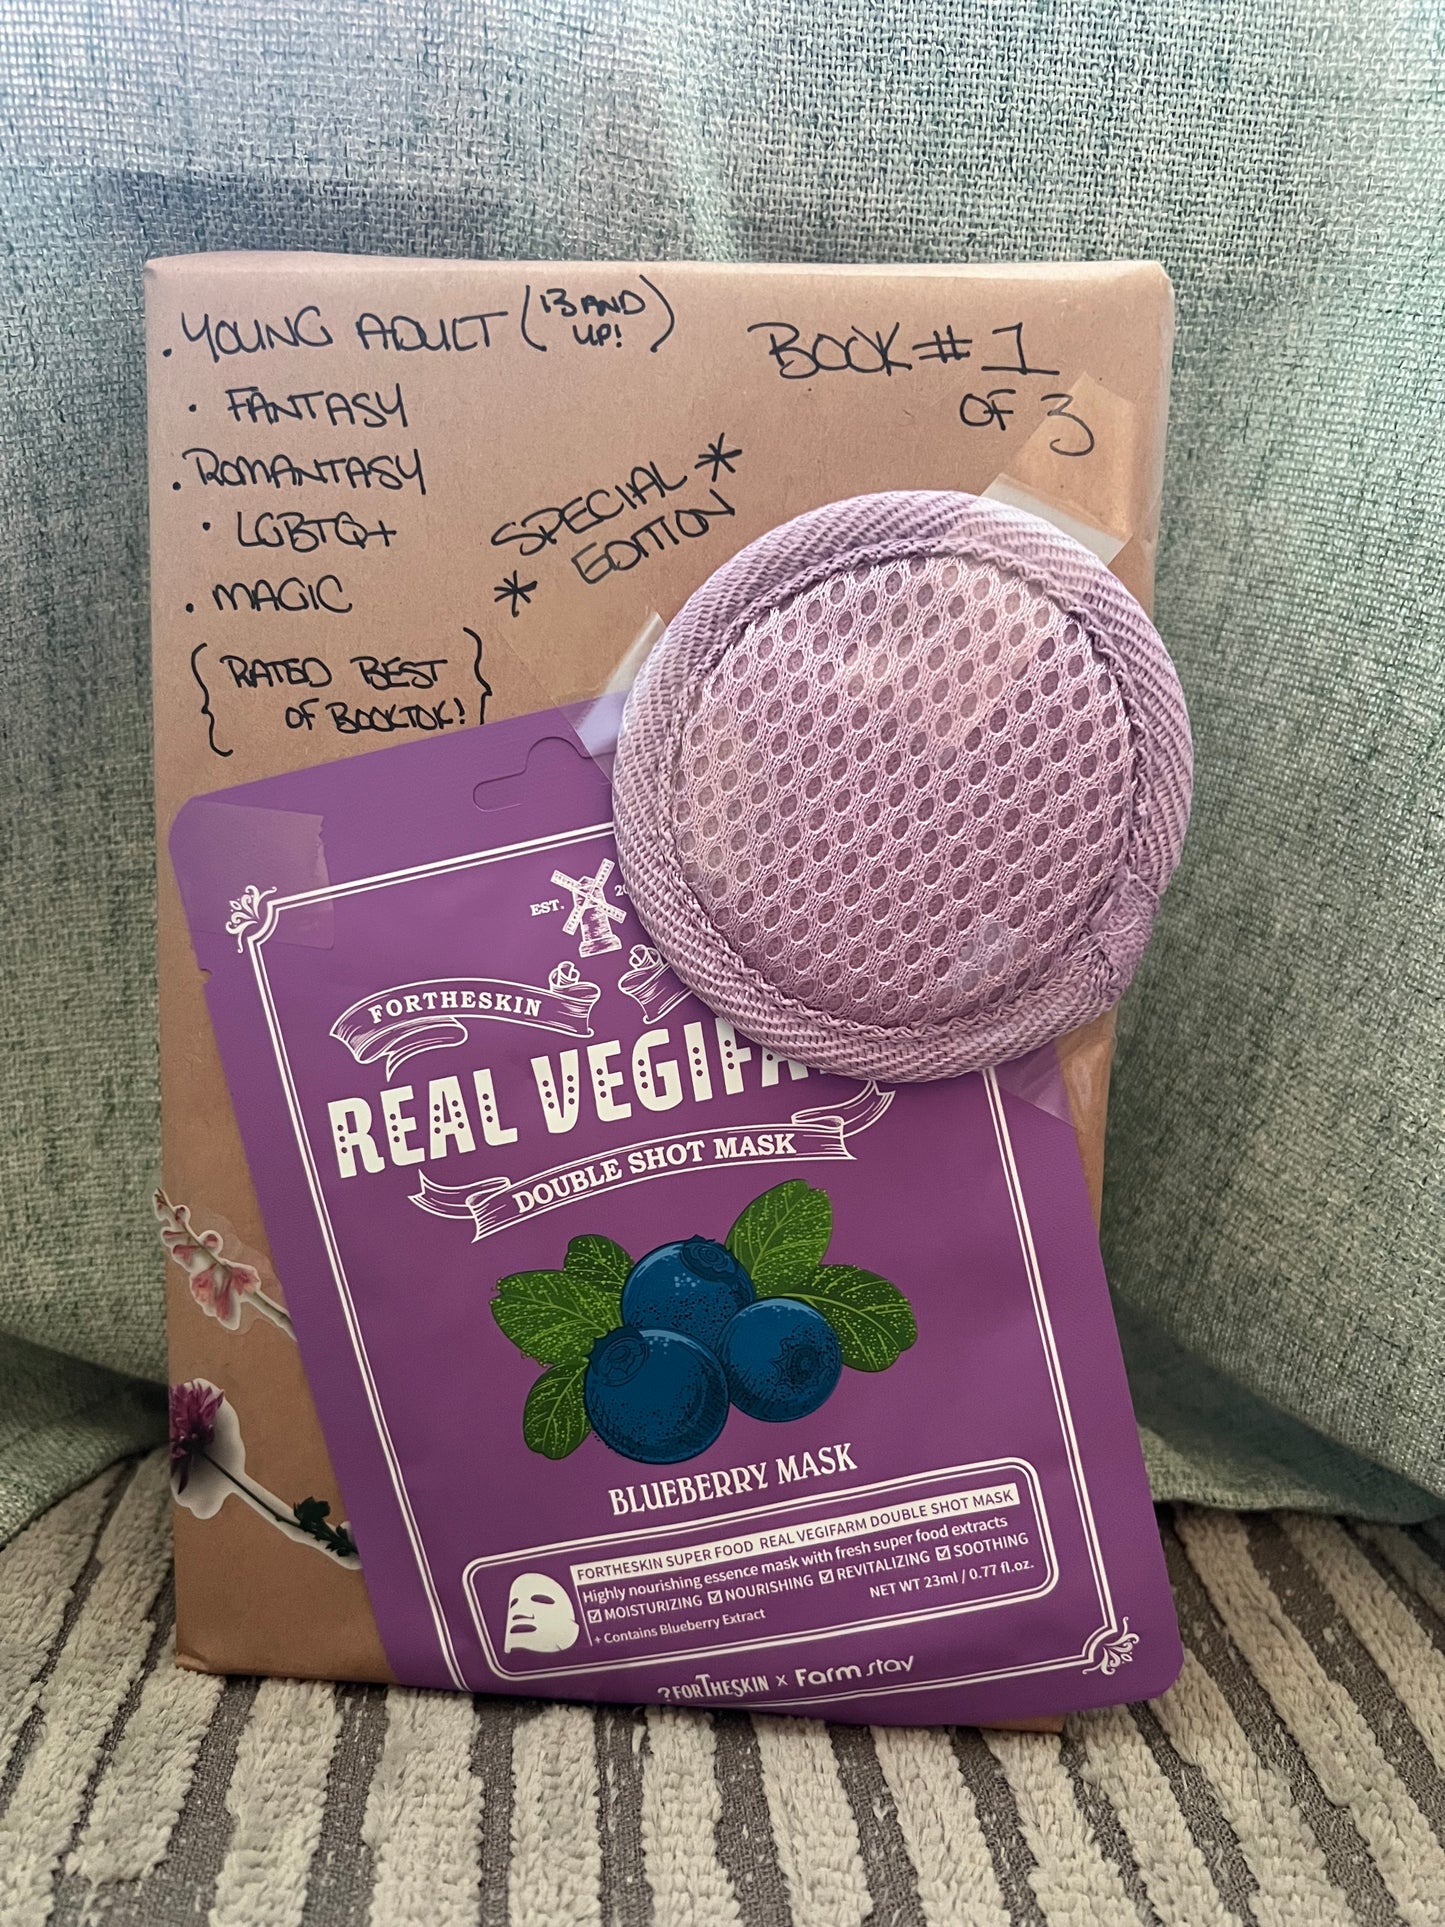 . YOUNG ADULT (13 AND
UP!)
· FANTASY
. ROMANTASY
· LGBTQ+
. MAGIC
{RATED BEST
OF BOOKTOK!}
BOOK # 1
OF 3
SPECIAL *
* EDITION
EST.
FORTHESKIN
REAL
DOUBLE SHOT MASK
BLUEBERRY MASK
FORTHESKIN SUPER FOOD REAL VEGIFARM DOUBLE SHOT MASK
Highly nourishing essence mask with fresh super food extracts
☑ MOISTURIZING ☑ NOURISHING ☑ REVITALIZING ☑ SOOTHING
+ Contains Blueberry Extract
NET WT 23ml / 0.77 fl.oz.
?FORTHESKIN x Farm stay